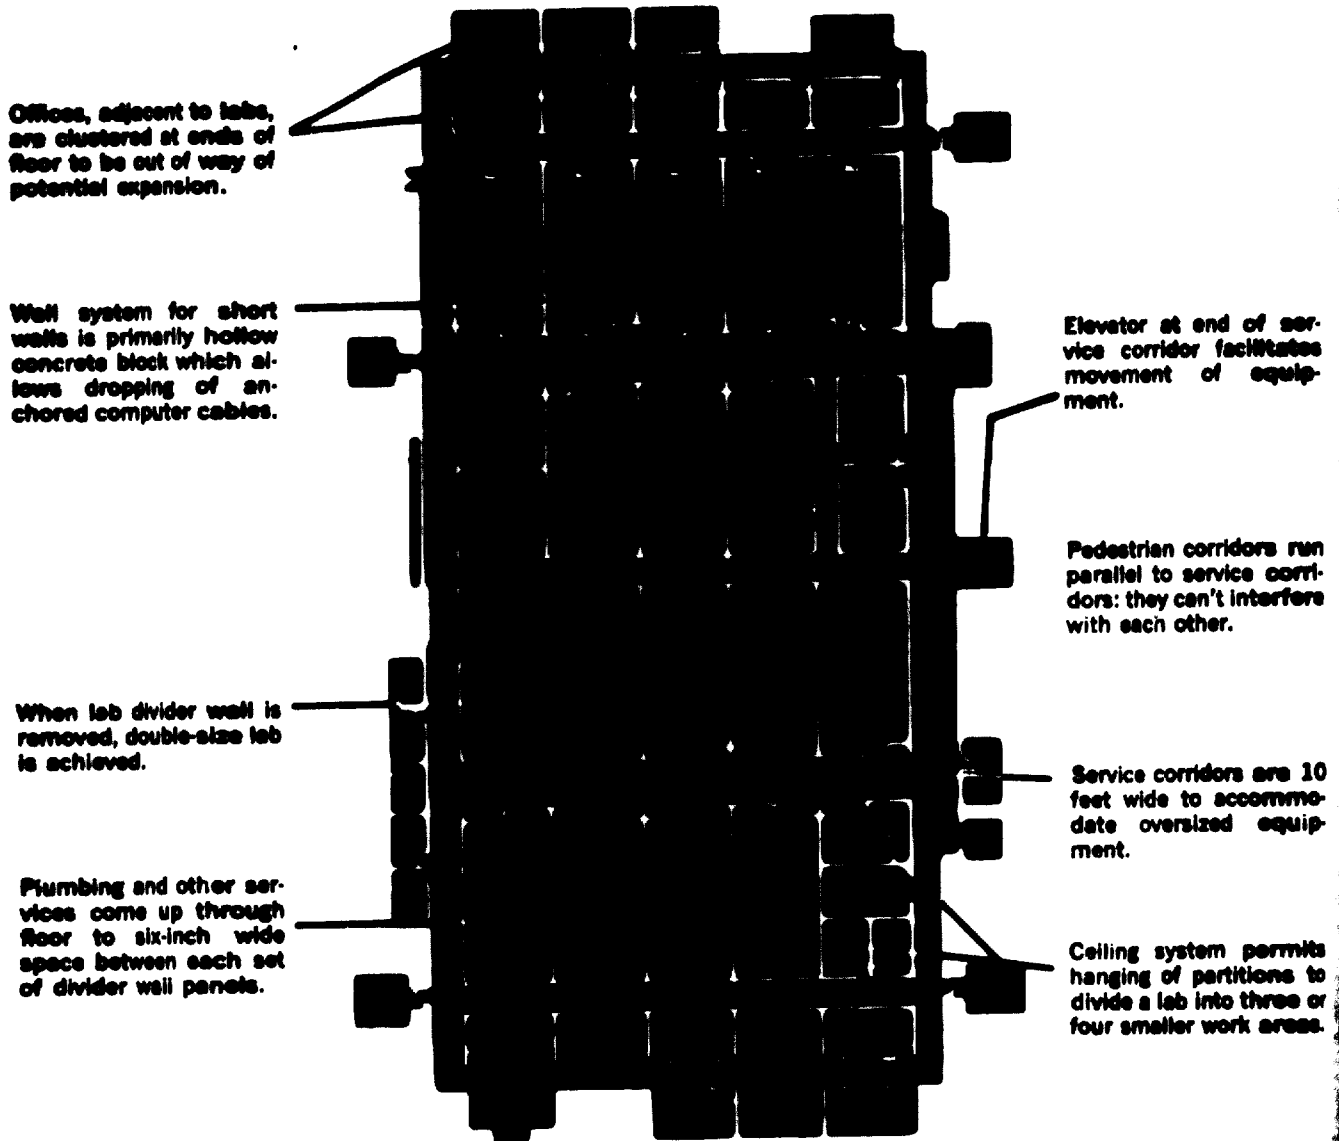 Offices, adjacent to labs,
are clustered at ends of
floor to be out of way of
potential expansion.
Wall system for short
walls is primarily hollow
concrete block which al-
lows dropping of an-
chored computer cables.
When lab divider wall is
removed, double-size lab
is achieved.
Plumbing and other ser-
vices come up through
floor to six-inch wide
space between each set
of divider wall panels.
Elevator at end of ser-
vice corridor facilitates
movement of equip-
ment.
Pedestrian corridors run
parallel to service corri-
dors: they can't interfere
with each other.
Service corridors are 10
feet wide to accommo-
date oversized equip-
ment.
Ceiling system permits
hanging of partitions to
divide a lab into three or
four smaller work areas.